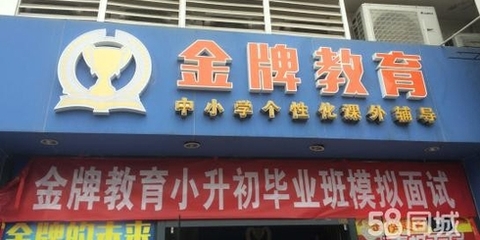 金牌教育
中小学个性化课外辅导
金牌教育小升初毕业班模拟面试
58同城